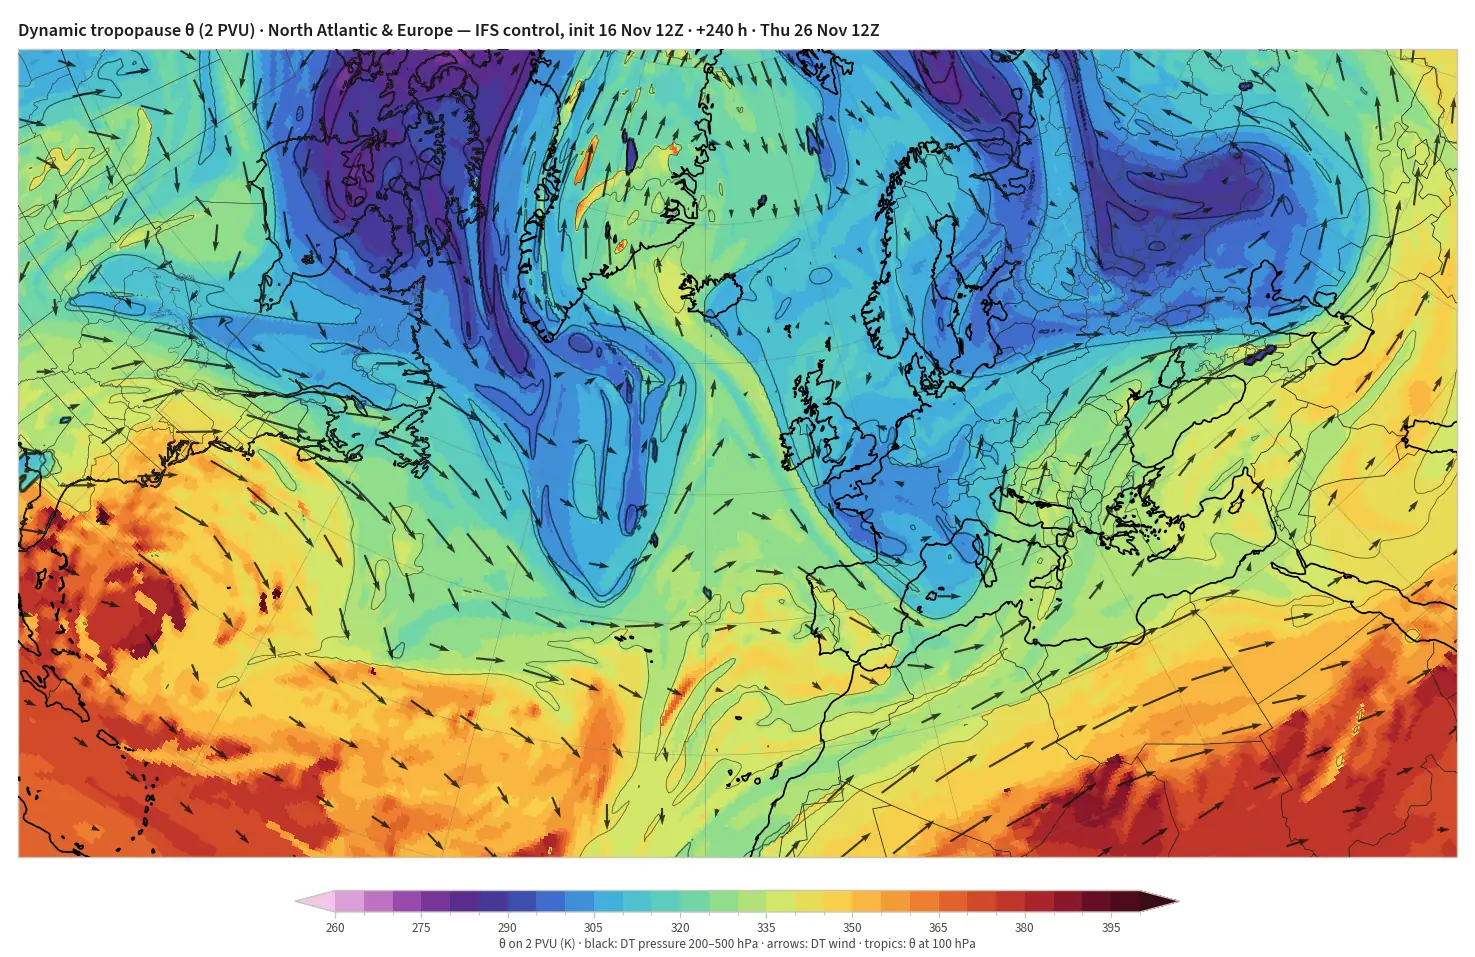 Dynamic tropopause θ (2 PVU) · North Atlantic & Europe — IFS control, init 16 Nov 12Z · +240 h · Thu 26 Nov 12Z
260 275 290 305 320 335 350 365 380 395
θ on 2 PVU (K) · black: DT pressure 200–500 hPa · arrows: DT wind · tropics: θ at 100 hPa